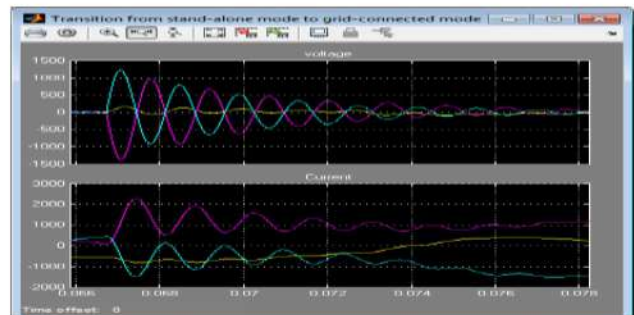 Transition from stand-alone mode to grid-connected mode
voltage
1500
1000
500
0
-500
-1000
-1500
Current
3000
2000
1000
0
-1000
-2000
0.066 0.068 0.07 0.072 0.074 0.076 0.078
Time offset: 0